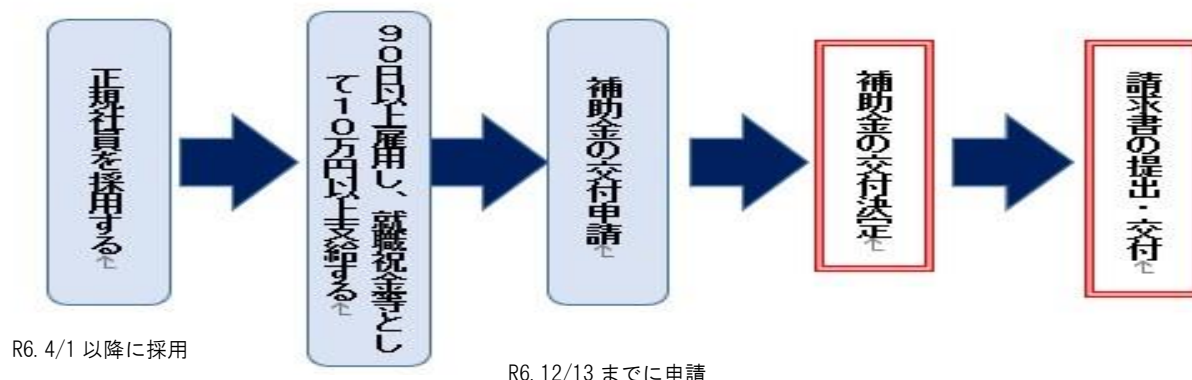 正規社員を採用する
90日以上雇用し、就職祝金等とし
て10万円以上支給する
補助金の交付申請
補助金の交付決定
請求書の提出・交付
R6. 4/1 以降に採用
R6. 12/13 までに申請